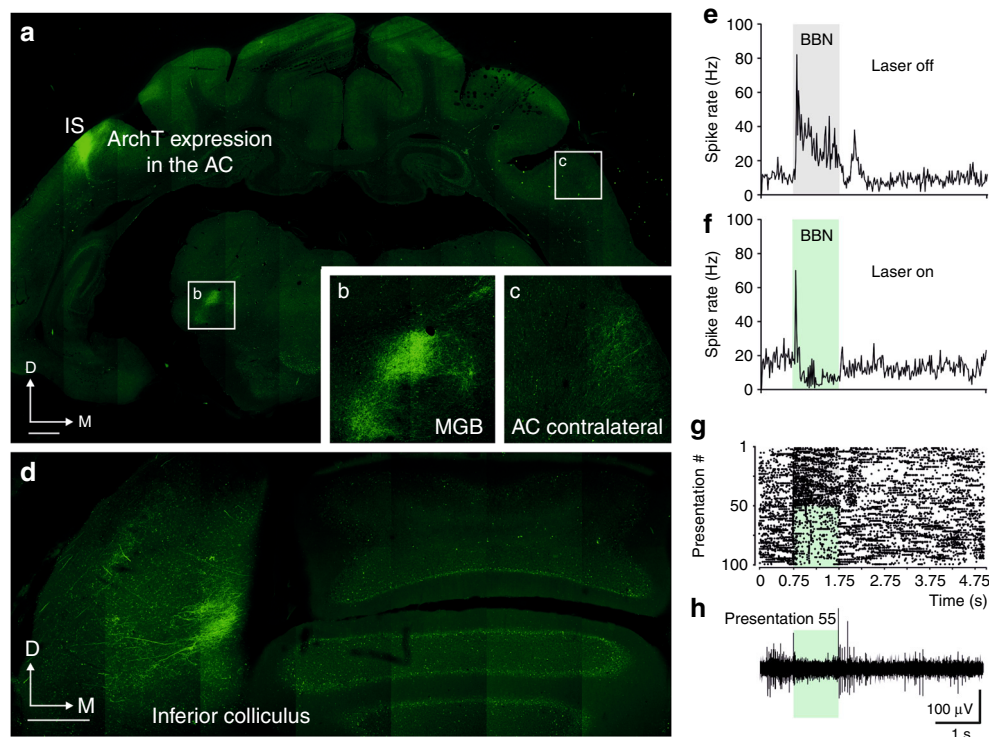 a
IS
ArchT expression
in the AC
c
b
D
M
b
MGB
c
AC contralateral
d
D
M
Inferior colliculus
e
100
80
60
40
20
0
Spike rate (Hz)
BBN
Laser off
f
100
80
60
40
20
0
Spike rate (Hz)
BBN
Laser on
g
1
50
100
Presentation #
0 0.75 1.75 2.75 3.75 4.75
Time (s)
h
Presentation 55
100 µV
1 s